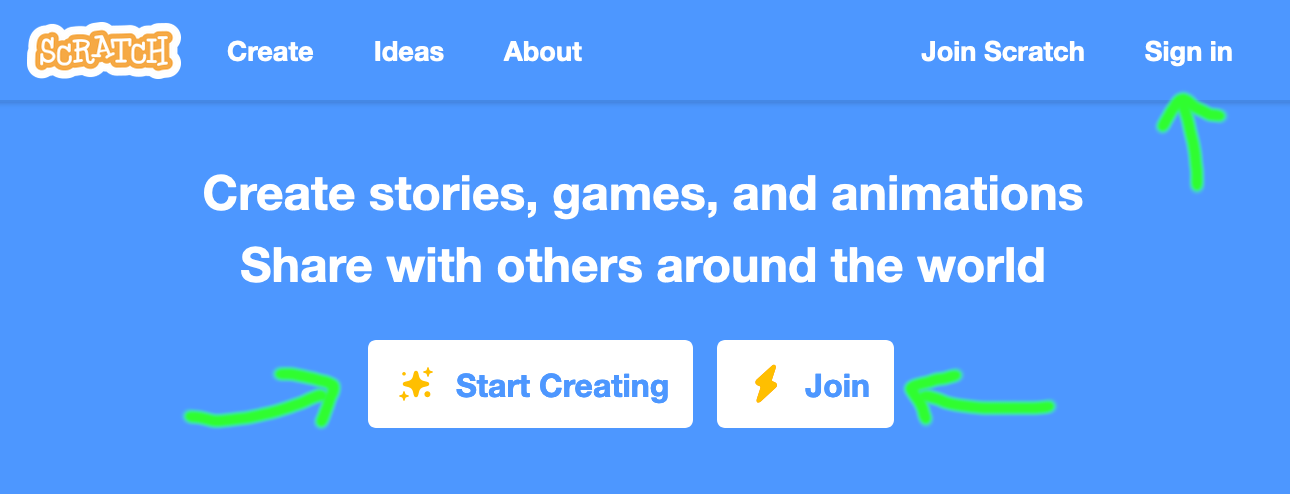 SCRATCH Create Ideas About Join Scratch Sign in
Create stories, games, and animations
Share with others around the world
Start Creating Join